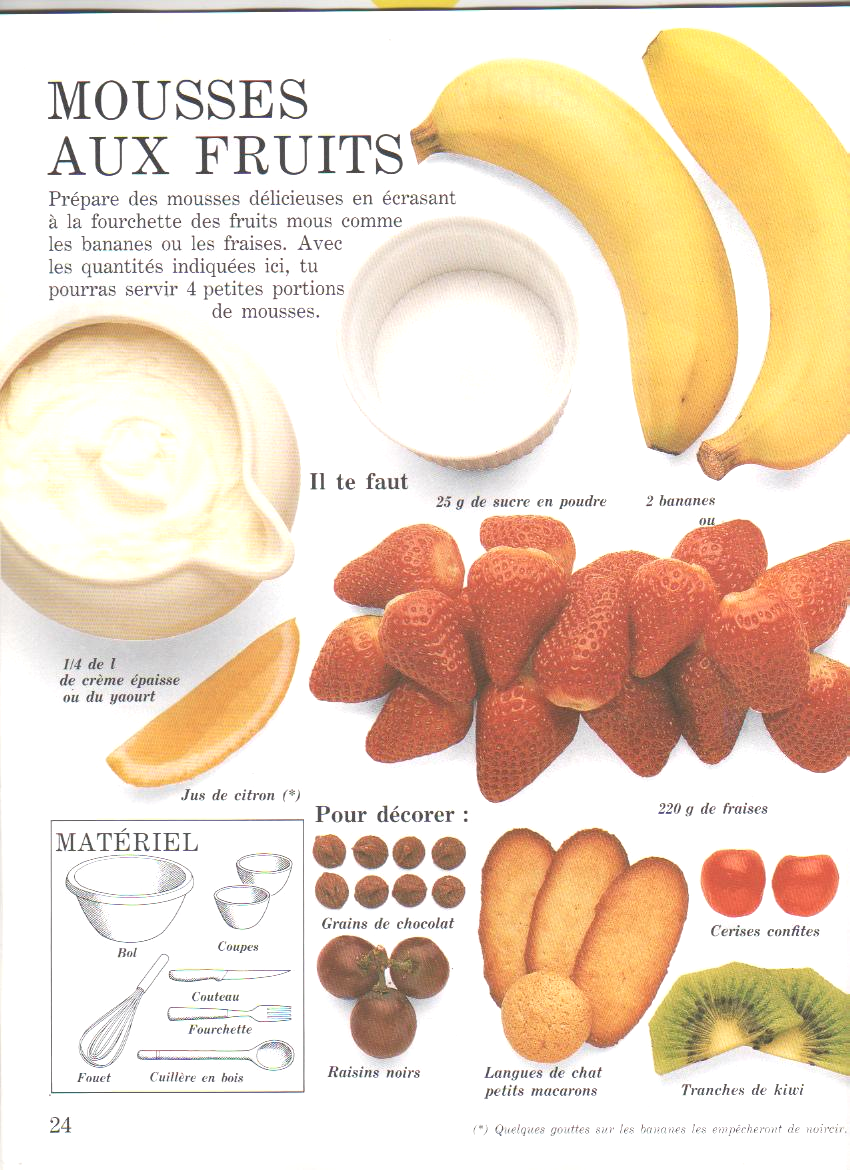 MOUSSES
AUX FRUITS
Prépare des mousses délicieuses en écrasant
à la fourchette des fruits mous comme
les bananes ou les fraises. Avec
les quantités indiquées ici, tu
pourras servir 4 petites portions
de mousses.
Il te faut
25 g de sucre en poudre
2 bananes
ou
1/4 de l
de crème épaisse
ou du yaourt
Jus de citron (*)
220 g de fraises
MATÉRIEL
Bol
Coupes
Couteau
Fourchette
Fouet
Cuillère en bois
Pour décorer :
Grains de chocolat
Cerises confites
Raisins noirs
Langues de chat
petits macarons
Tranches de kiwi
24
(*) Quelques gouttes sur les bananes les empêcheront de noircir.